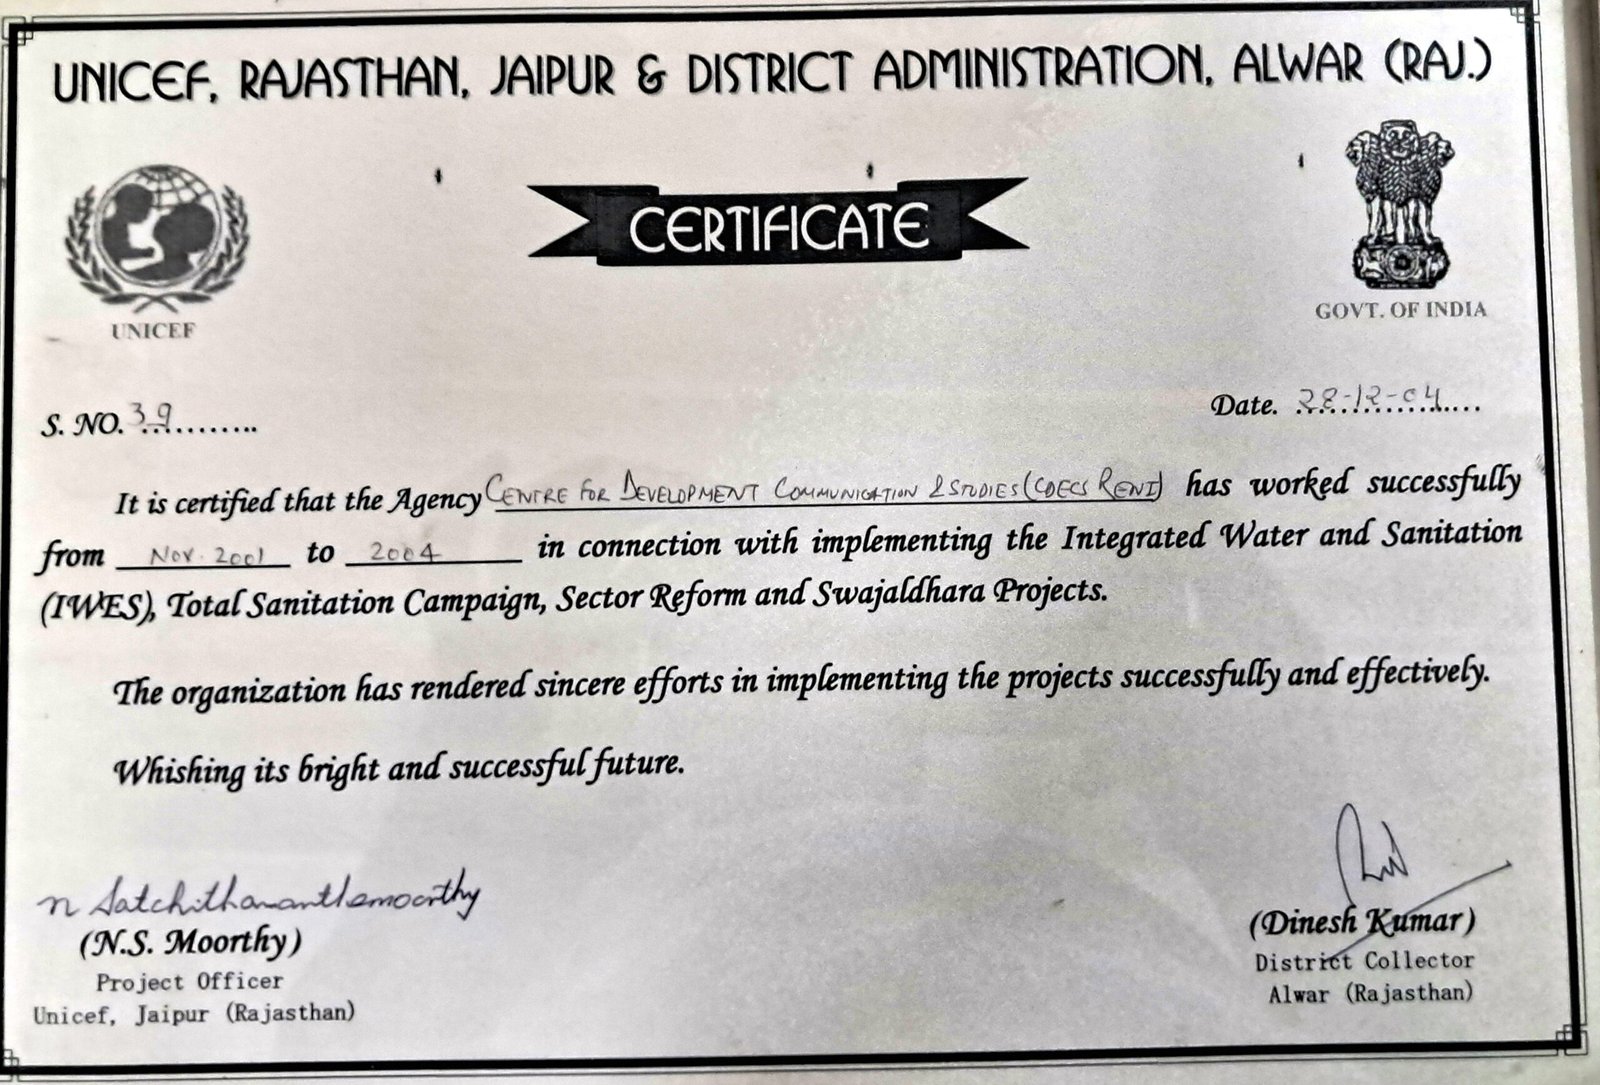 UNICEF, RAJASTHAN, JAIPUR & DISTRICT ADMINISTRATION, ALWAR (RAJ.)
CERTIFICATE
UNICEF
GOVT. OF INDIA
S. NO. 39
Date. 28-12-04
It is certified that the Agency CENTRE FOR DEVELOPMENT COMMUNICATION & STUDIES (CDECS RENI) has worked successfully
from Nov. 2001 to 2004 in connection with implementing the Integrated Water and Sanitation
(IWES), Total Sanitation Campaign, Sector Reform and Swajaldhara Projects.
The organization has rendered sincere efforts in implementing the projects successfully and effectively.
Whishing its bright and successful future.
n Satchithananthamoorthy
(N.S. Moorthy)
Project Officer
Unicef, Jaipur (Rajasthan)
(Dinesh Kumar)
District Collector
Alwar (Rajasthan)